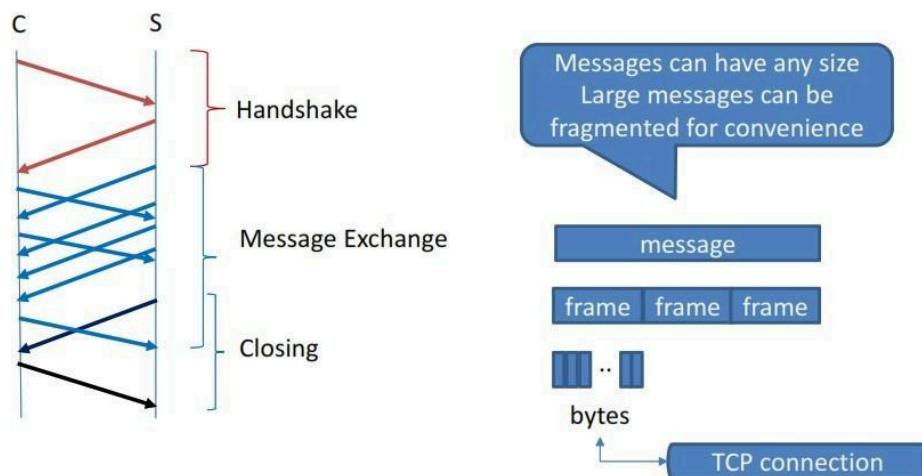 C S
Handshake
Message Exchange
Closing
Messages can have any size
Large messages can be
fragmented for convenience
message
frame frame frame
..
bytes
TCP connection